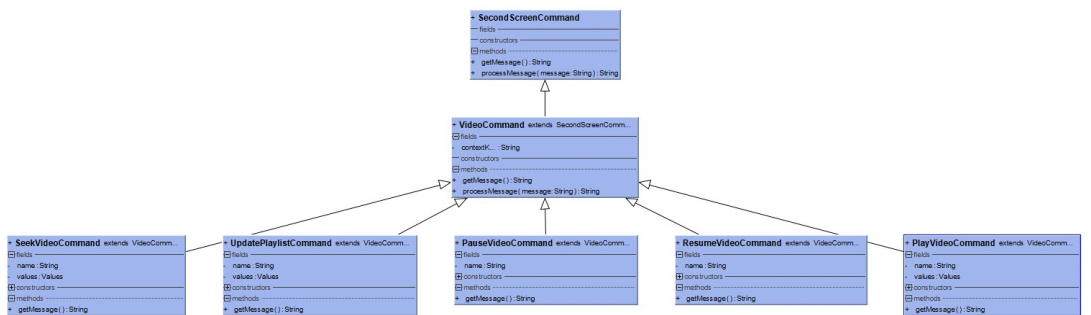 + SecondScreenCommand
fields
constructors
methods
+ getMessage ( ) : String
+ processMessage ( message: String ) : String
+ VideoCommand extends SecondScreenComm...
fields
- contextK... : String
constructors
methods
+ getMessage ( ) : String
+ processMessage ( message: String ) : String
+ SeekVideoCommand extends VideoComm...
fields
- name : String
- values : Values
constructors
methods
+ getMessage ( ) : String
+ UpdatePlaylistCommand extends VideoComm...
fields
- name : String
- values : Values
constructors
methods
+ getMessage ( ) : String
+ PauseVideoCommand extends VideoComm...
fields
- name : String
constructors
methods
+ getMessage ( ) : String
+ ResumeVideoCommand extends VideoComm...
fields
- name : String
constructors
methods
+ getMessage ( ) : String
+ PlayVideoCommand extends VideoComm...
fields
- name : String
- values : Values
constructors
methods
+ getMessage ( ) : String